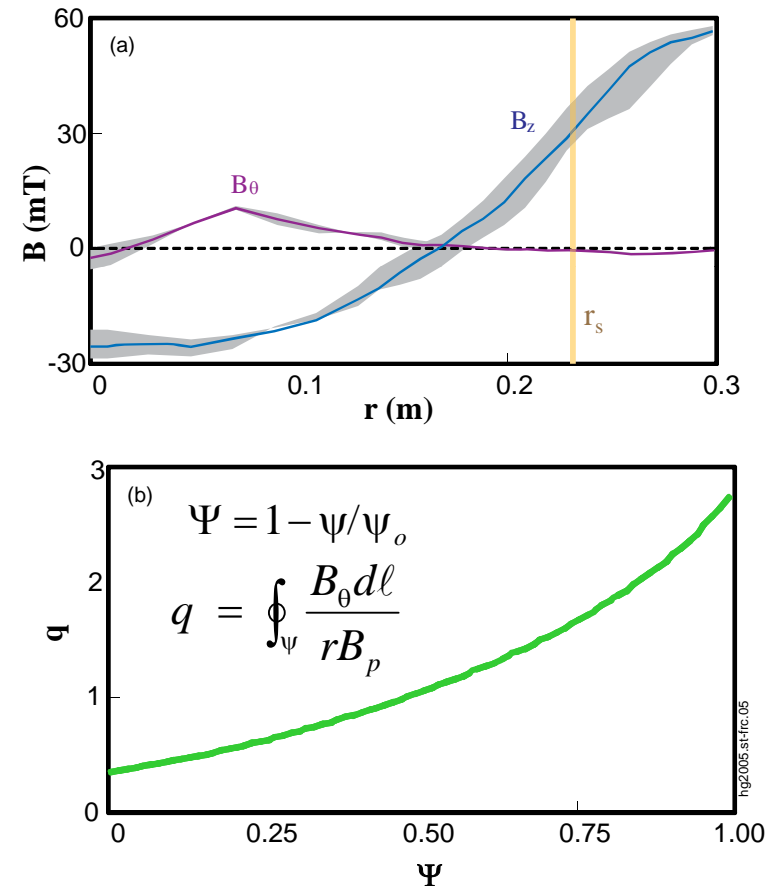 60
(a)
30
B_z
B_θ
B (mT)
0
r_s
-30
0 0.1 0.2 0.3
r (m)
3
(b)
Ψ = 1 − ψ/ψ_o
2
q = ∮_ψ B_θ dℓ / rB_p
q
1
hg2005.st-frc.05
0
0 0.25 0.50 0.75 1.00
Ψ